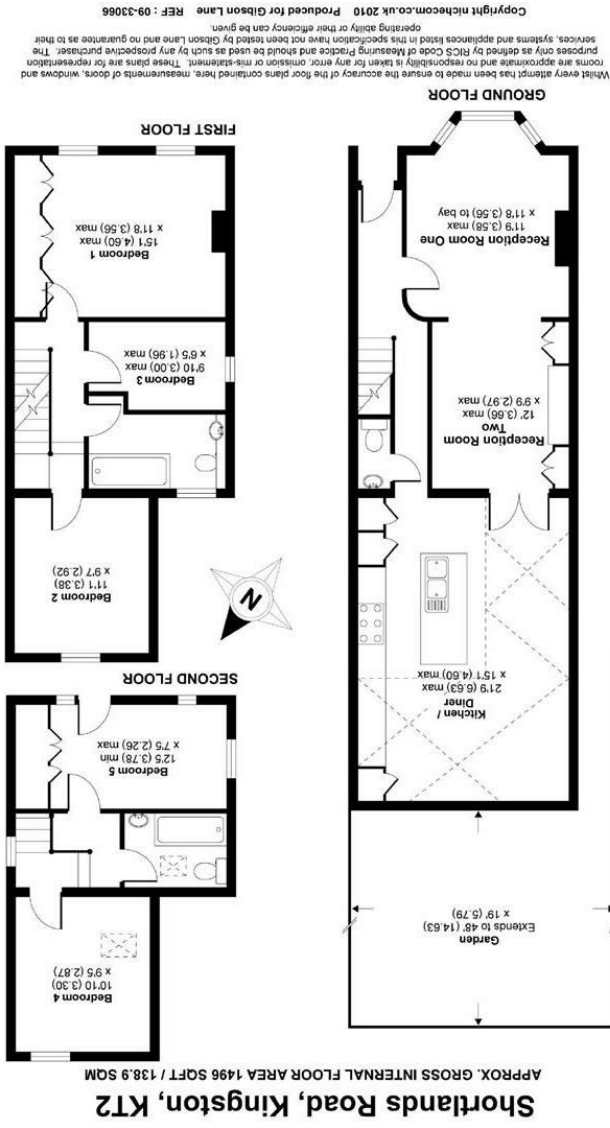 Shortlands Road, Kingston, KT2
APPROX. GROSS INTERNAL FLOOR AREA 1496 SQFT / 138.9 SQM
Garden
Extends to 48' (14.63)
x 19' (5.79)
Kitchen /
Diner
21'9 (6.63) max
x 15'1 (4.60) max
Reception Room
Two
12' (3.66) max
x 9'9 (2.97) max
Reception Room One
11'9 (3.58) max
x 11'8 (3.56) to bay
GROUND FLOOR
Bedroom 4
10'10 (3.30)
x 9'5 (2.87)
Bedroom 5
12'5 (3.78) min
x 7'5 (2.26) max
SECOND FLOOR
N
Bedroom 2
11'1 (3.38)
x 9'7 (2.92)
Bedroom 3
9'10 (3.00) max
x 6'5 (1.96) max
Bedroom 1
15'1 (4.60) max
x 11'8 (3.56) max
FIRST FLOOR
Whilst every attempt has been made to ensure the accuracy of the floor plans contained here, measurements of doors, windows and
rooms are approximate and no responsibility is taken for any error, omission or mis-statement. These plans are for representation
purposes only as defined by RICS Code of Measuring Practice and should be used as such by any prospective purchaser. The
services, systems and appliances listed in this specification have not been tested by Gibson Lane and no guarantee as to their
operating ability or their efficiency can be given.
Copyright nichecom.co.uk 2010 Produced for Gibson Lane REF : 09-33066